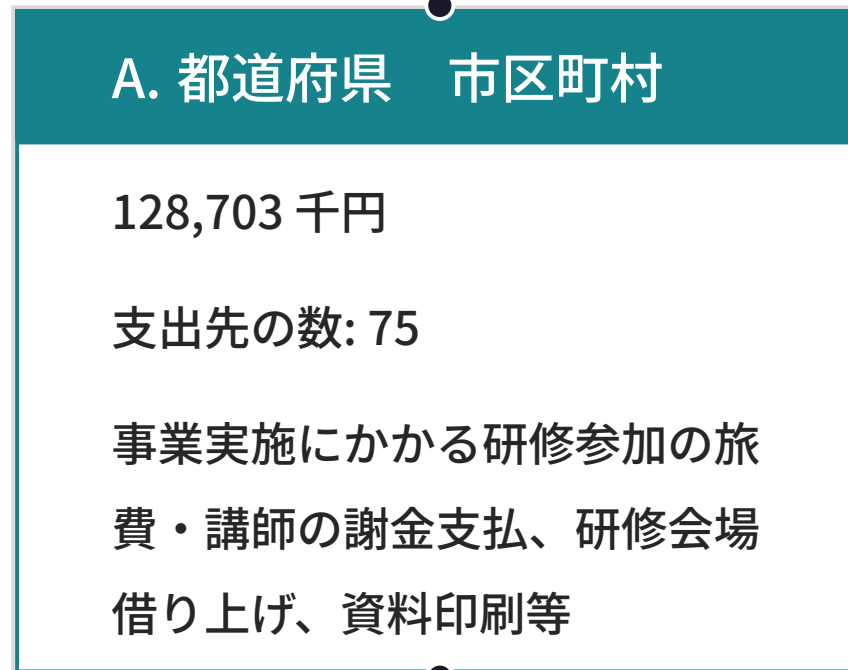 A. 都道府県　市区町村
128,703 千円
支出先の数: 75
事業実施にかかる研修参加の旅
費・講師の謝金支払、研修会場
借り上げ、資料印刷等